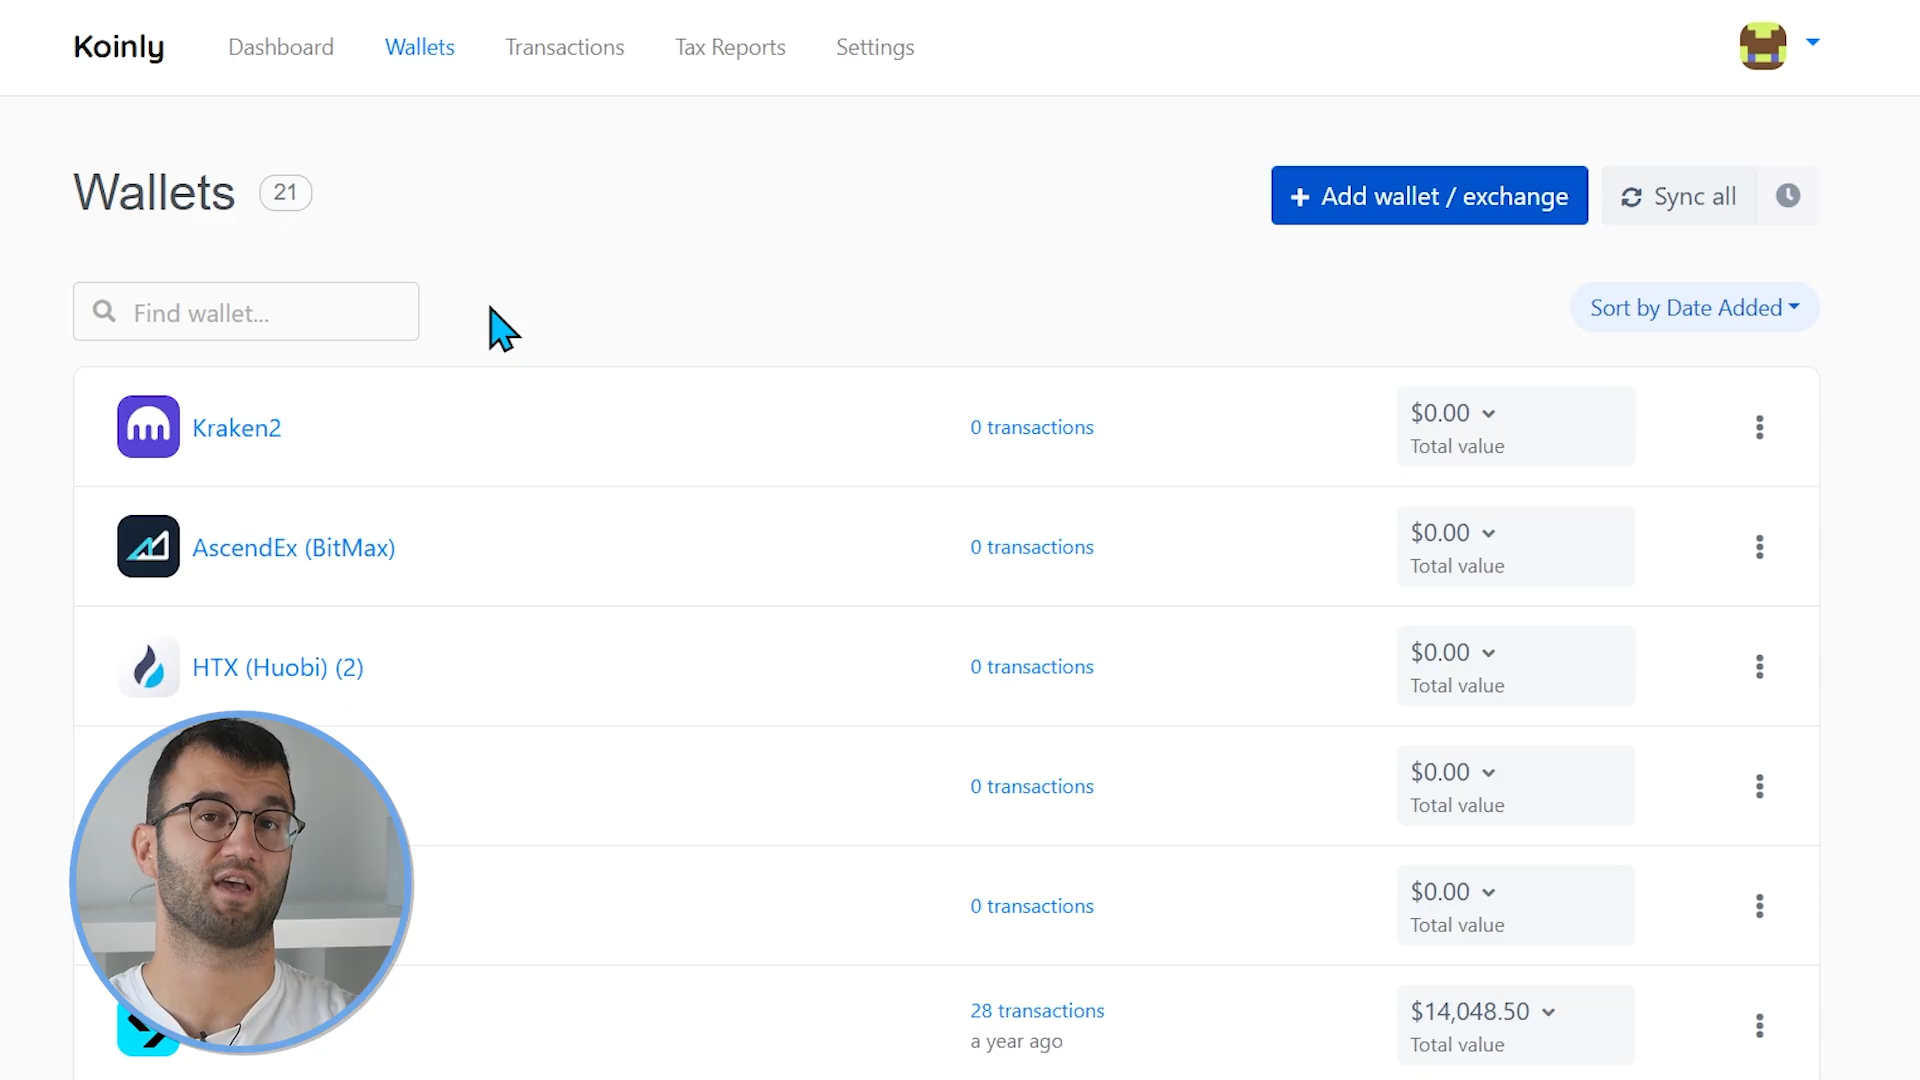 Koinly
Dashboard
Wallets
Transactions
Tax Reports
Settings
Wallets 21
+ Add wallet / exchange
Sync all
Find wallet...
Sort by Date Added
Kraken2
0 transactions
$0.00
Total value
AscendEx (BitMax)
0 transactions
$0.00
Total value
HTX (Huobi) (2)
0 transactions
$0.00
Total value
0 transactions
$0.00
Total value
0 transactions
$0.00
Total value
28 transactions
a year ago
$14,048.50
Total value